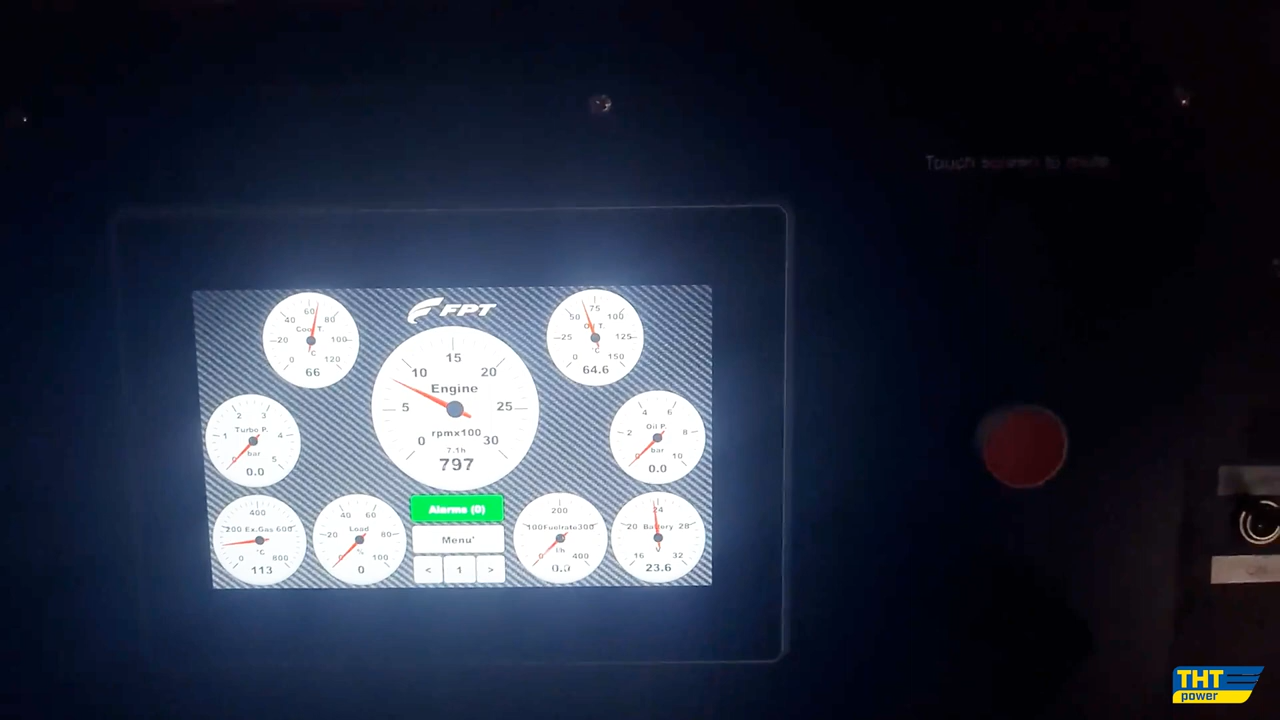 Touch screen to mute
FPT
60
40 80
Cool T.
20 100
°C
0 120
66
75
50 100
Oil T.
25 125
°C
0 150
64.6
15
10 20
Engine
5 25
rpmx100
0 30
7.1h
797
2 3
Turbo P.
1 4
bar
0 5
0.0
4 6
Oil P.
2 8
bar
0 10
0.0
400
200 Ex.Gas 600
°C
0 800
113
40 60
Load
20 80
%
0 100
0
Alarms (0)
Menu'
< 1 >
200
100 Fuelrate 300
l/h
0 400
0.0
24
20 Battery 28
V
16 32
23.6
THT
power